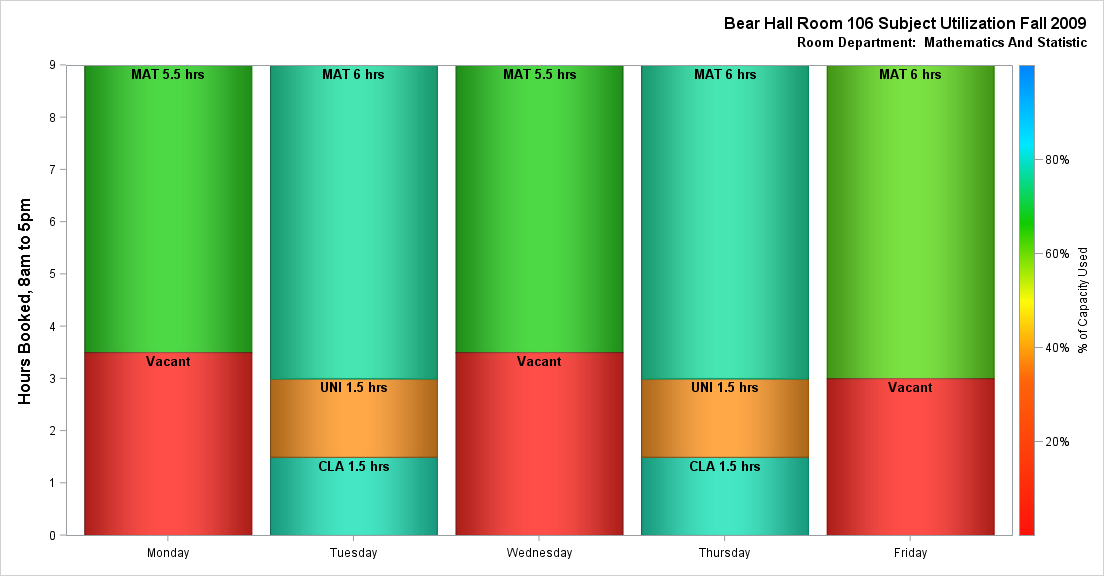 Bear Hall Room 106 Subject Utilization Fall 2009
Room Department:  Mathematics And Statistic
Hours Booked, 8am to 5pm
9
8
7
6
5
4
3
2
1
0
MAT 5.5 hrs
Vacant
MAT 6 hrs
UNI 1.5 hrs
CLA 1.5 hrs
MAT 5.5 hrs
Vacant
MAT 6 hrs
UNI 1.5 hrs
CLA 1.5 hrs
MAT 6 hrs
Vacant
Monday
Tuesday
Wednesday
Thursday
Friday
80%
60%
40%
20%
% of Capacity Used